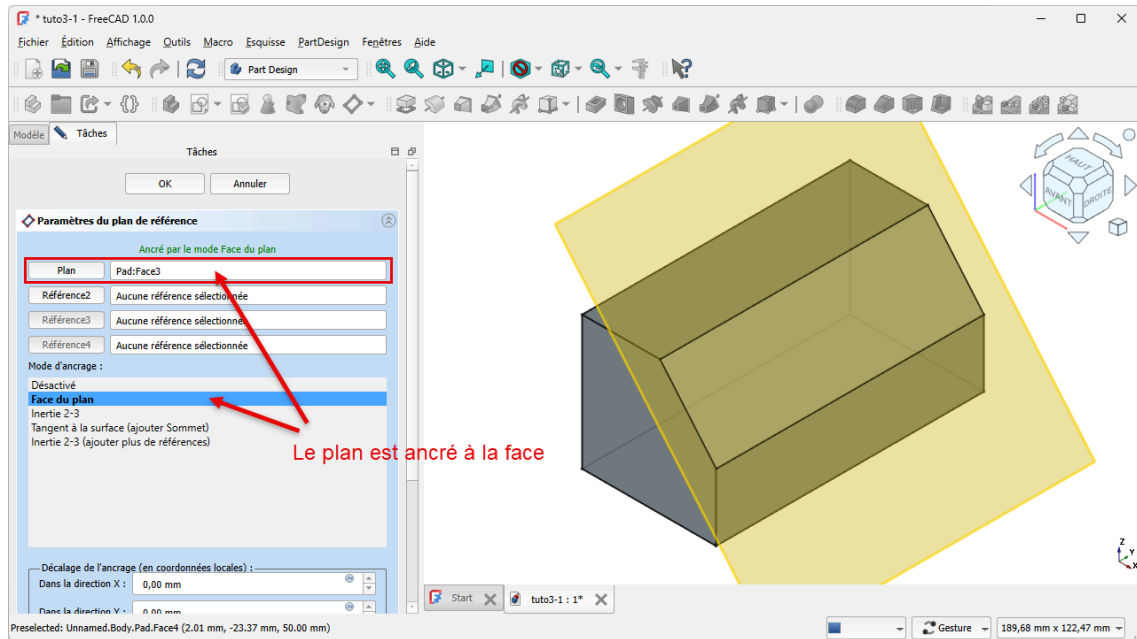 * tuto3-1 - FreeCAD 1.0.0
Fichier Édition Affichage Outils Macro Esquisse PartDesign Fenêtres Aide
Part Design
Modèle Tâches
Tâches
OK Annuler
Paramètres du plan de référence
Ancré par le mode Face du plan
Plan Pad:Face3
Référence2 Aucune référence sélectionnée
Référence3 Aucune référence sélectionnée
Référence4 Aucune référence sélectionnée
Mode d'ancrage :
Désactivé
Face du plan
Inertie 2-3
Tangent à la surface (ajouter Sommet)
Inertie 2-3 (ajouter plus de références)
Le plan est ancré à la face
Décalage de l'ancrage (en coordonnées locales) :
Dans la direction X : 0,00 mm
Dans la direction Y : 0,00 mm
HAUT
AVANT DROITE
Z
Y
X
Start tuto3-1 : 1*
Preselected: Unnamed.Body.Pad.Face4 (2.01 mm, -23.37 mm, 50.00 mm)
Gesture 189,68 mm x 122,47 mm